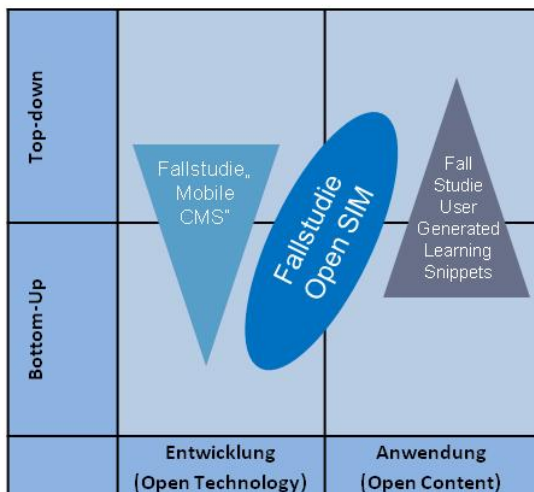 Top-down
Fallstudie„
Mobile
CMS“
Fallstudie
Open SIM
Fall
Studie
User
Generated
Learning
Snippets
Bottom-Up
Entwicklung
(Open Technology)
Anwendung
(Open Content)